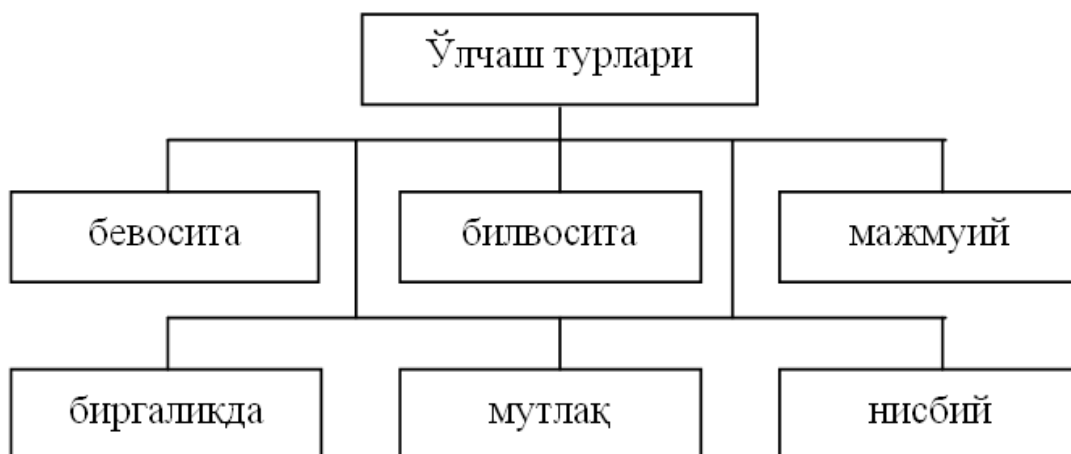 Ўлчаш турлари
бевосита
билвосита
мажмуий
биргаликда
мутлақ
нисбий